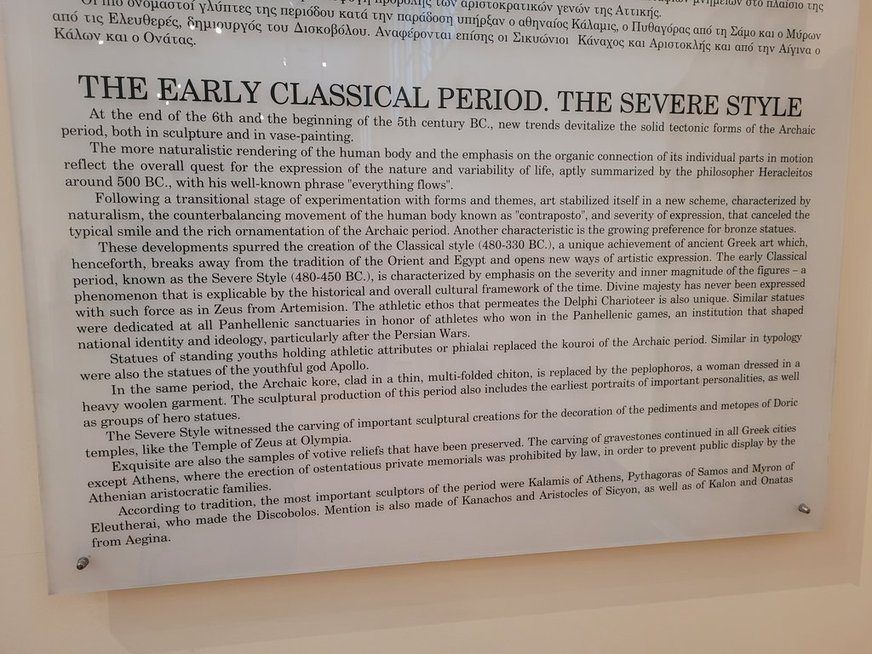 Οι πιο ονομαστοί γλύπτες της περιόδου κατά την παράδοση υπήρξαν ο αθηναίος Κάλαμις, ο Πυθαγόρας από τη Σάμο και ο Μύρων
από τις Ελευθερές, δημιουργός του Δισκοβόλου. Αναφέρονται επίσης οι Σικυώνιοι Κάναχος και Αριστοκλής και από την Αίγινα ο
Κάλων και ο Ονάτας.
THE EARLY CLASSICAL PERIOD. THE SEVERE STYLE
At the end of the 6th and the beginning of the 5th century BC., new trends devitalize the solid tectonic forms of the Archaic
period, both in sculpture and in vase-painting.
The more naturalistic rendering of the human body and the emphasis on the organic connection of its individual parts in motion
reflect the overall quest for the expression of the nature and variability of life, aptly summarized by the philosopher Heracleitos
around 500 BC., with his well-known phrase "everything flows".
Following a transitional stage of experimentation with forms and themes, art stabilized itself in a new scheme, characterized by
naturalism, the counterbalancing movement of the human body known as "contraposto", and severity of expression, that canceled the
typical smile and the rich ornamentation of the Archaic period. Another characteristic is the growing preference for bronze statues.
These developments spurred the creation of the Classical style (480-330 BC.), a unique achievement of ancient Greek art which,
henceforth, breaks away from the tradition of the Orient and Egypt and opens new ways of artistic expression. The early Classical
period, known as the Severe Style (480-450 BC.), is characterized by emphasis on the severity and inner magnitude of the figures – a
phenomenon that is explicable by the historical and overall cultural framework of the time. Divine majesty has never been expressed
with such force as in Zeus from Artemision. The athletic ethos that permeates the Delphi Charioteer is also unique. Similar statues
were dedicated at all Panhellenic sanctuaries in honor of athletes who won in the Panhellenic games, an institution that shaped
national identity and ideology, particularly after the Persian Wars.
Statues of standing youths holding athletic attributes or phialai replaced the kouroi of the Archaic period. Similar in typology
were also the statues of the youthful god Apollo.
In the same period, the Archaic kore, clad in a thin, multi-folded chiton, is replaced by the peplophoros, a woman dressed in a
heavy woolen garment. The sculptural production of this period also includes the earliest portraits of important personalities, as well
as groups of hero statues.
The Severe Style witnessed the carving of important sculptural creations for the decoration of the pediments and metopes of Doric
temples, like the Temple of Zeus at Olympia.
Exquisite are also the samples of votive reliefs that have been preserved. The carving of gravestones continued in all Greek cities
except Athens, where the erection of ostentatious private memorials was prohibited by law, in order to prevent public display by the
Athenian aristocratic families.
According to tradition, the most important sculptors of the period were Kalamis of Athens, Pythagoras of Samos and Myron of
Eleutherai, who made the Discobolos. Mention is also made of Kanachos and Aristocles of Sicyon, as well as of Kalon and Onatas
from Aegina.